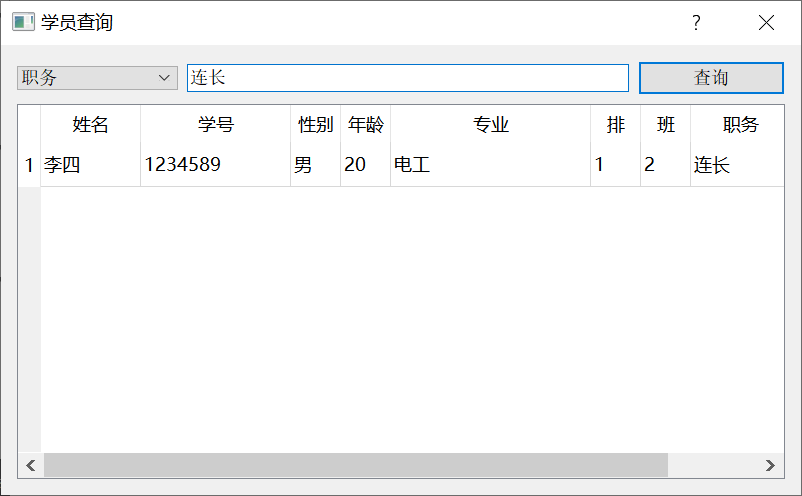 学员查询
职务 连长 查询
姓名 学号 性别 年龄 专业 排 班 职务
1 李四 1234589 男 20 电工 1 2 连长